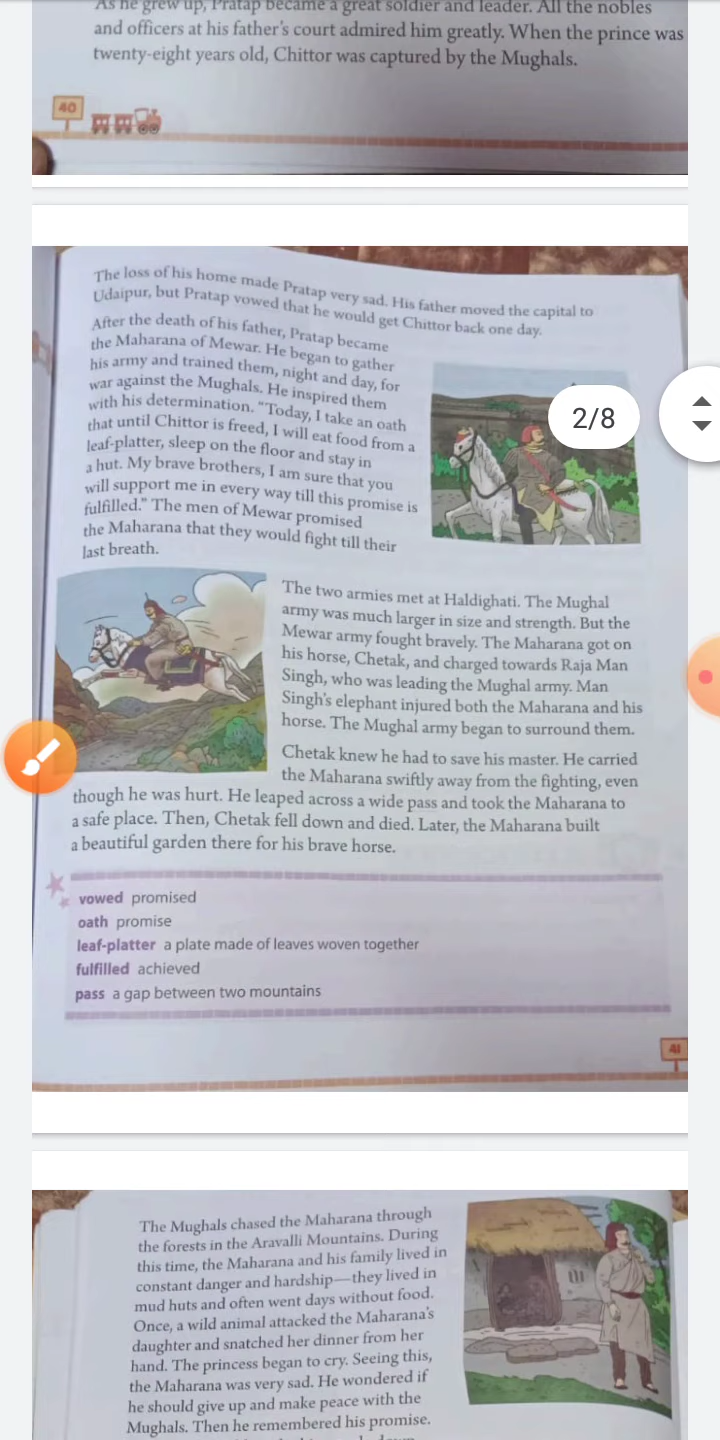 As he grew up, Pratap became a great soldier and leader. All the nobles
and officers at his father's court admired him greatly. When the prince was
twenty-eight years old, Chittor was captured by the Mughals.
40
The loss of his home made Pratap very sad. His father moved the capital to
Udaipur, but Pratap vowed that he would get Chittor back one day.
After the death of his father, Pratap became
the Maharana of Mewar. He began to gather
his army and trained them, night and day, for
war against the Mughals. He inspired them
with his determination. "Today, I take an oath
that until Chittor is freed, I will eat food from a
leaf-platter, sleep on the floor and stay in
a hut. My brave brothers, I am sure that you
will support me in every way till this promise is
fulfilled." The men of Mewar promised
the Maharana that they would fight till their
last breath.
2/8
The two armies met at Haldighati. The Mughal
army was much larger in size and strength. But the
Mewar army fought bravely. The Maharana got on
his horse, Chetak, and charged towards Raja Man
Singh, who was leading the Mughal army. Man
Singh's elephant injured both the Maharana and his
horse. The Mughal army began to surround them.
Chetak knew he had to save his master. He carried
the Maharana swiftly away from the fighting, even
though he was hurt. He leaped across a wide pass and took the Maharana to
a safe place. Then, Chetak fell down and died. Later, the Maharana built
a beautiful garden there for his brave horse.
vowed promised
oath promise
leaf-platter a plate made of leaves woven together
fulfilled achieved
pass a gap between two mountains
41
The Mughals chased the Maharana through
the forests in the Aravalli Mountains. During
this time, the Maharana and his family lived in
constant danger and hardship—they lived in
mud huts and often went days without food.
Once, a wild animal attacked the Maharana's
daughter and snatched her dinner from her
hand. The princess began to cry. Seeing this,
the Maharana was very sad. He wondered if
he should give up and make peace with the
Mughals. Then he remembered his promise.